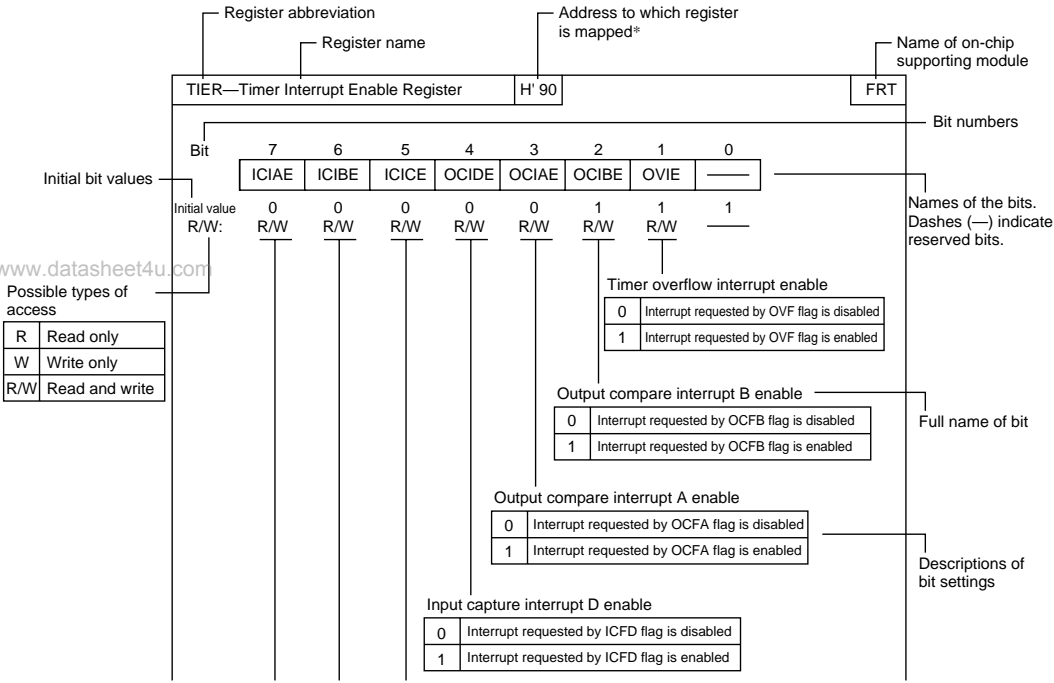 Register abbreviation
Register name
Address to which register
is mapped*
Name of on-chip
supporting module
TIER—Timer Interrupt Enable Register
H' 90
FRT
Bit numbers
Bit 7 6 5 4 3 2 1 0
ICIAE ICIBE ICICE OCIDE OCIAE OCIBE OVIE —
Initial bit values
Names of the bits.
Dashes (—) indicate
reserved bits.
Initial value 0 0 0 0 0 1 1 1
R/W: R/W R/W R/W R/W R/W R/W R/W —
www.datasheet4u.com
Possible types of
access
R Read only
W Write only
R/W Read and write
Timer overflow interrupt enable
0 Interrupt requested by OVF flag is disabled
1 Interrupt requested by OVF flag is enabled
Output compare interrupt B enable
0 Interrupt requested by OCFB flag is disabled
1 Interrupt requested by OCFB flag is enabled
Full name of bit
Output compare interrupt A enable
0 Interrupt requested by OCFA flag is disabled
1 Interrupt requested by OCFA flag is enabled
Descriptions of
bit settings
Input capture interrupt D enable
0 Interrupt requested by ICFD flag is disabled
1 Interrupt requested by ICFD flag is enabled